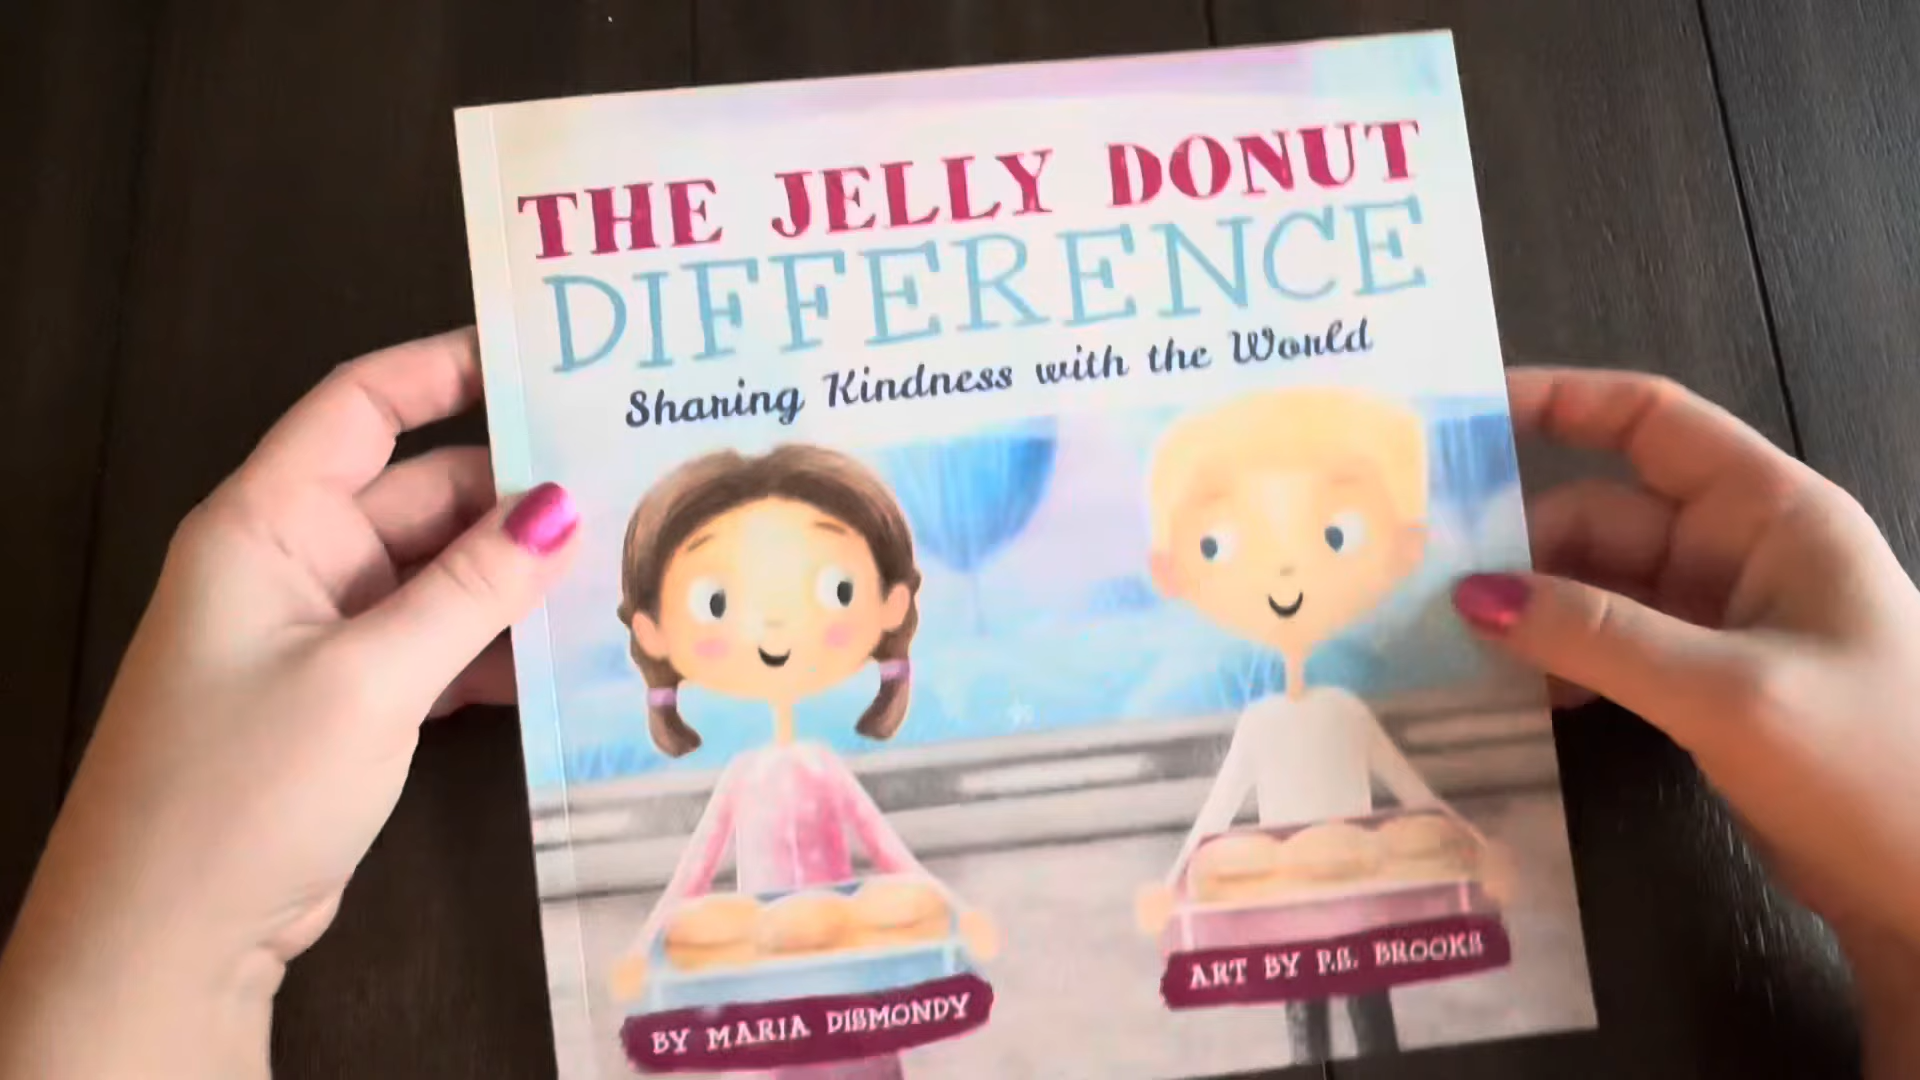 THE JELLY DONUT
DIFFERENCE
Sharing Kindness with the World
BY MARIA DISMONDY
ART BY P.S. BROOKS